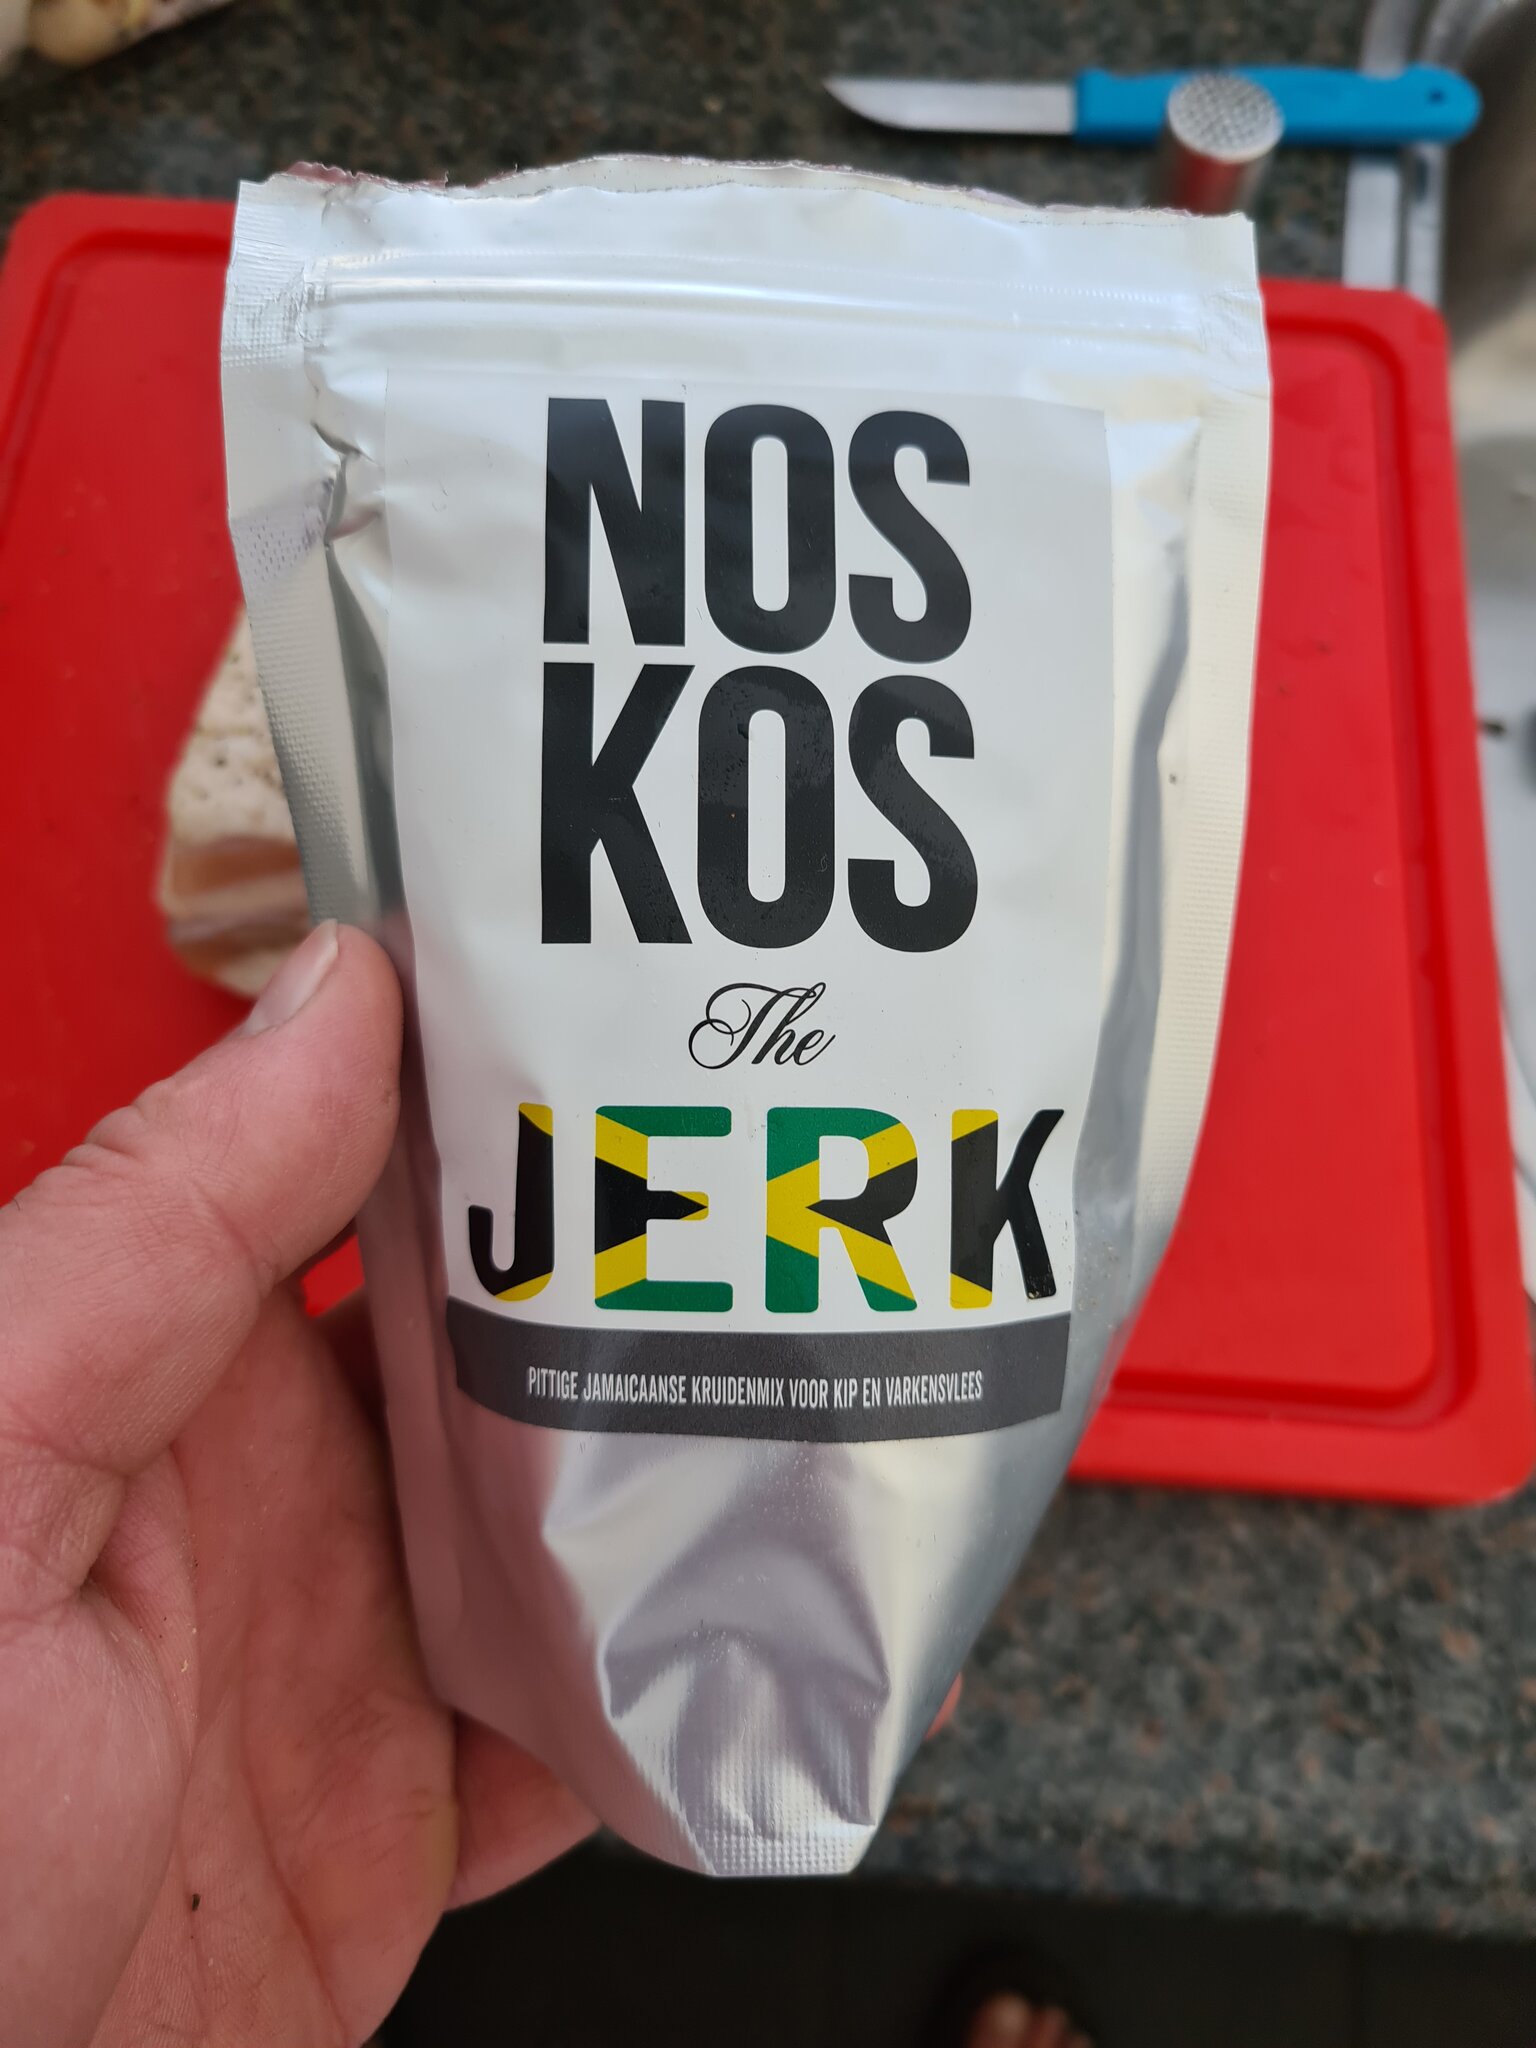 NOS
KOS
The
JERK
PITTIGE JAMAICAANSE KRUIDENMIX VOOR KIP EN VARKENSVLEES